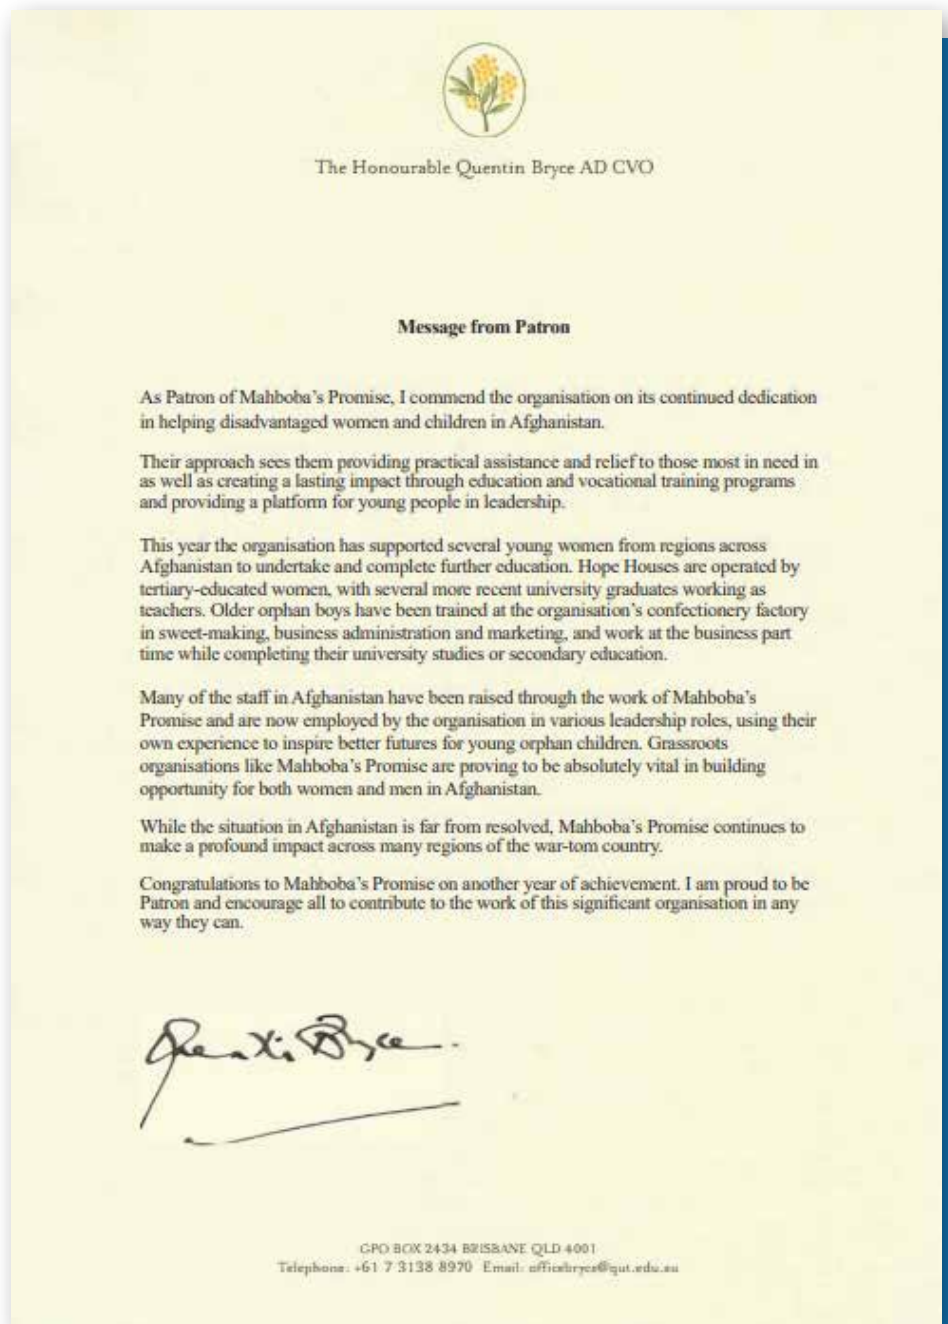 The Honourable Quentin Bryce AD CVO
Message from Patron
As Patron of Mahboba's Promise, I commend the organisation on its continued dedication
in helping disadvantaged women and children in Afghanistan.
Their approach sees them providing practical assistance and relief to those most in need in
as well as creating a lasting impact through education and vocational training programs
and providing a platform for young people in leadership.
This year the organisation has supported several young women from regions across
Afghanistan to undertake and complete further education. Hope Houses are operated by
tertiary-educated women, with several more recent university graduates working as
teachers. Older orphan boys have been trained at the organisation's confectionery factory
in sweet-making, business administration and marketing, and work at the business part
time while completing their university studies or secondary education.
Many of the staff in Afghanistan have been raised through the work of Mahboba's
Promise and are now employed by the organisation in various leadership roles, using their
own experience to inspire better futures for young orphan children. Grassroots
organisations like Mahboba's Promise are proving to be absolutely vital in building
opportunity for both women and men in Afghanistan.
While the situation in Afghanistan is far from resolved, Mahboba's Promise continues to
make a profound impact across many regions of the war-tom country.
Congratulations to Mahboba's Promise on another year of achievement. I am proud to be
Patron and encourage all to contribute to the work of this significant organisation in any
way they can.
Quentin Bryce.
GPO BOX 2434 BRISBANE QLD 4001
Telephone: +61 7 3138 8970 Email: officebryce@qut.edu.au